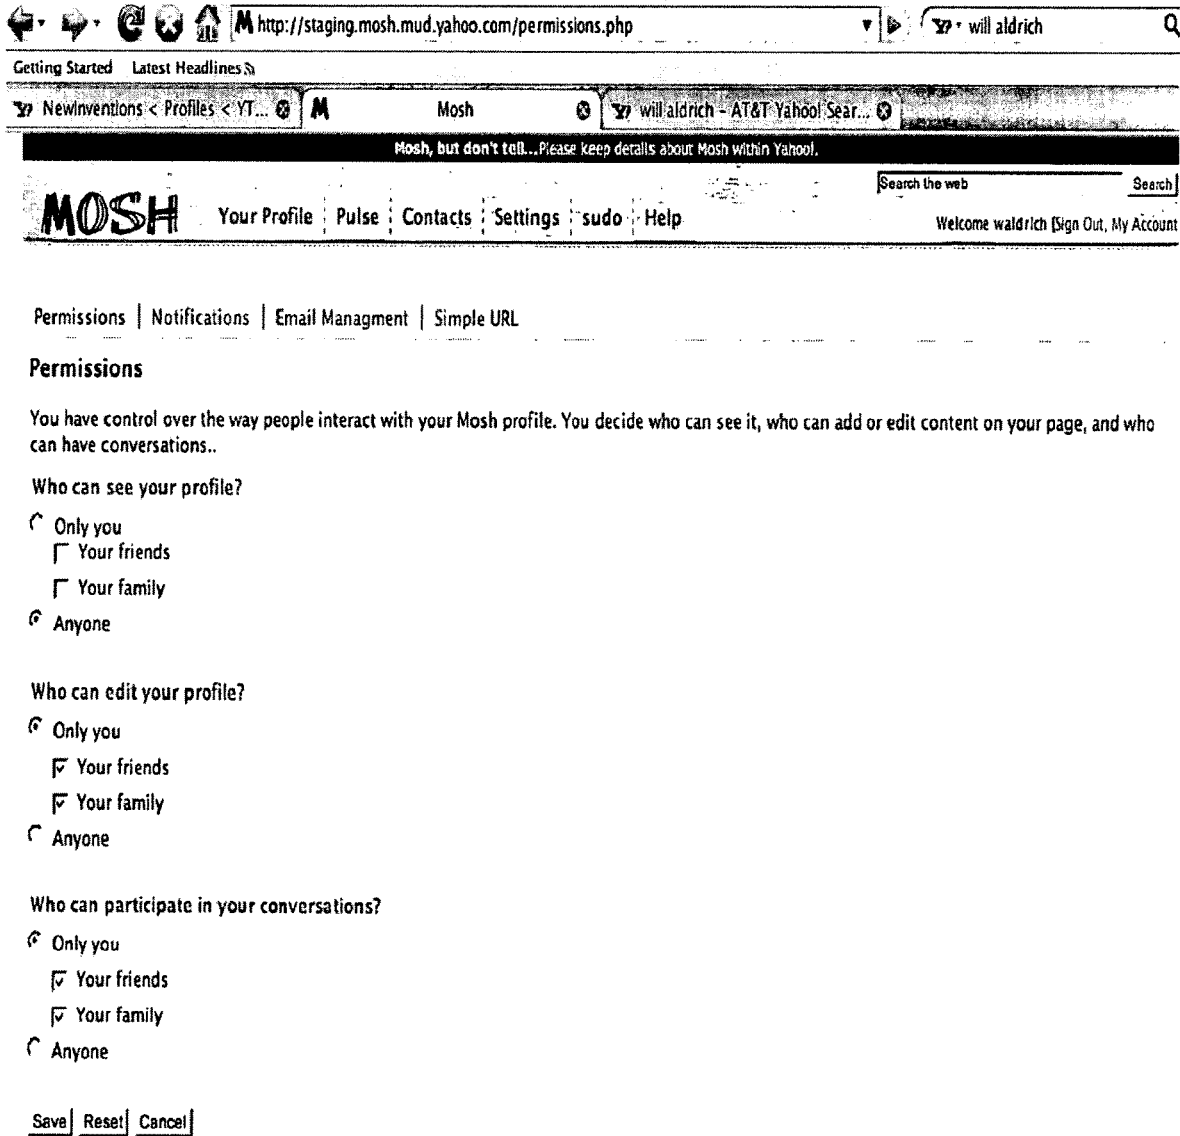 M http://staging.mosh.mud.yahoo.com/permissions.php Y? will aldrich
Getting Started Latest Headlines
Y? NewInventions < Profiles < YT... M Mosh Y? will aldrich - AT&T Yahoo! Sear...
Mosh, but don't tell...Please keep details about Mosh within Yahoo!.
Search the web Search
MOSH Your Profile Pulse Contacts Settings sudo Help
Welcome waldrich [Sign Out, My Account
Permissions | Notifications | Email Managment | Simple URL
Permissions
You have control over the way people interact with your Mosh profile. You decide who can see it, who can add or edit content on your page, and who
can have conversations..
Who can see your profile?
Only you
Your friends
Your family
Anyone
Who can edit your profile?
Only you
Your friends
Your family
Anyone
Who can participate in your conversations?
Only you
Your friends
Your family
Anyone
Save Reset Cancel